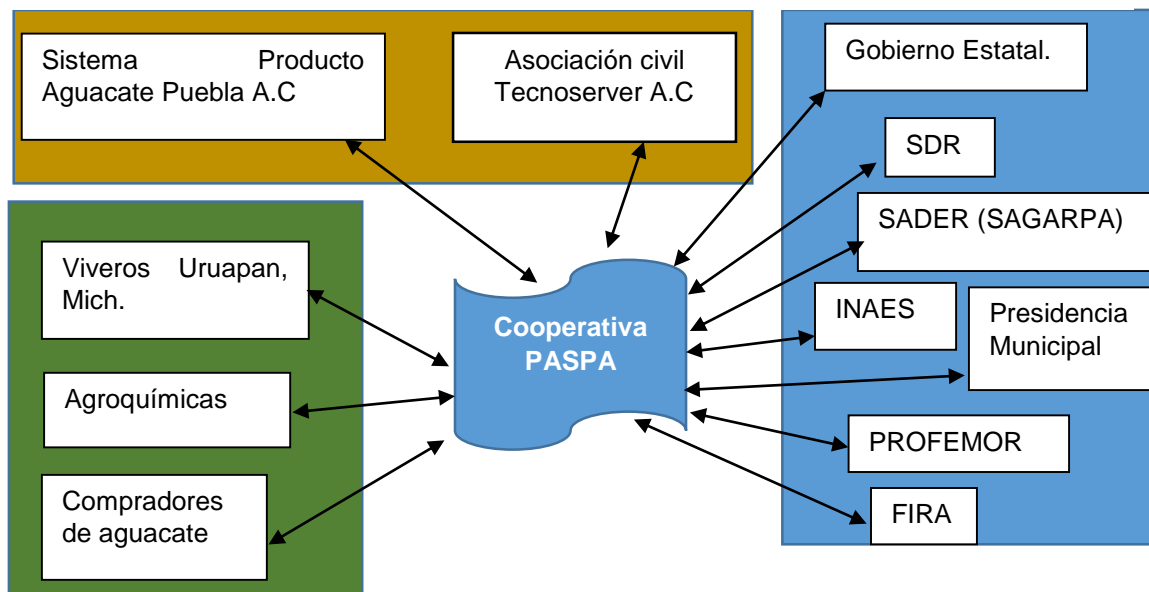 Sistema Producto
Aguacate Puebla A.C
Asociación civil
Tecnoserver A.C
Gobierno Estatal.
SDR
SADER (SAGARPA)
INAES
Presidencia
Municipal
PROFEMOR
FIRA
Viveros Uruapan,
Mich.
Agroquímicas
Compradores
de aguacate
Cooperativa
PASPA